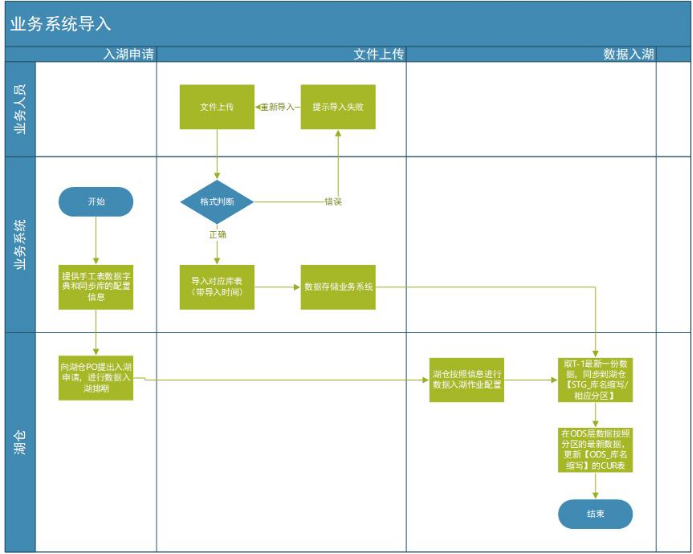 业务系统导入
入湖申请
文件上传
数据入湖
业务人员
文件上传
重新导入
提示导入失败
业务系统
开始
格式判断
错误
正确
提供手工表数据字
典和同步库的配置
信息
导入对应库表
（带导入时间）
数据存储业务系统
湖仓
向湖仓PO提出入湖
申请，进行数据入
湖排期
湖仓按照信息进行
数据入湖作业配置
取T-1最新一份数
据，同步到湖仓
【STG_库名缩写/
相应分区】
在ODS层数据按照
分区的最新数据，
更新【ODS_库名
缩写】的CUR表
结束